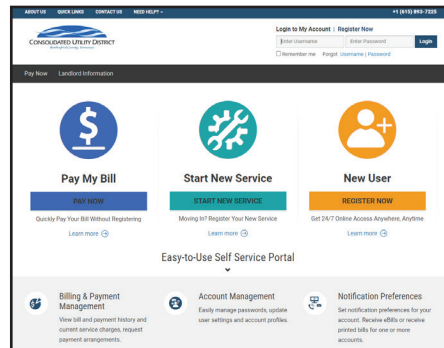 ABOUT US QUICK LINKS CONTACT US NEED HELP? +1 (615) 893-7225
Login to My Account | Register Now
CONSOLIDATED UTILITY DISTRICT
Enter Username Enter Password Login
Remember me Forgot Username | Password
Pay Now Landlord Information
Pay My Bill Start New Service New User
PAY NOW START NEW SERVICE REGISTER NOW
Quickly Pay Your Bill Without Registering Moving In? Register Your New Service Get 24/7 Online Access Anywhere, Anytime
Learn more Learn more Learn more
Easy-to-Use Self Service Portal
Billing & Payment Management
View bill and payment history and
current service charges, request
payment arrangements.
Account Management
Easily manage passwords, update
user settings and account profiles.
Notification Preferences
Set notification preferences for your
account. Receive eBills or receive
printed bills for one or more
accounts.